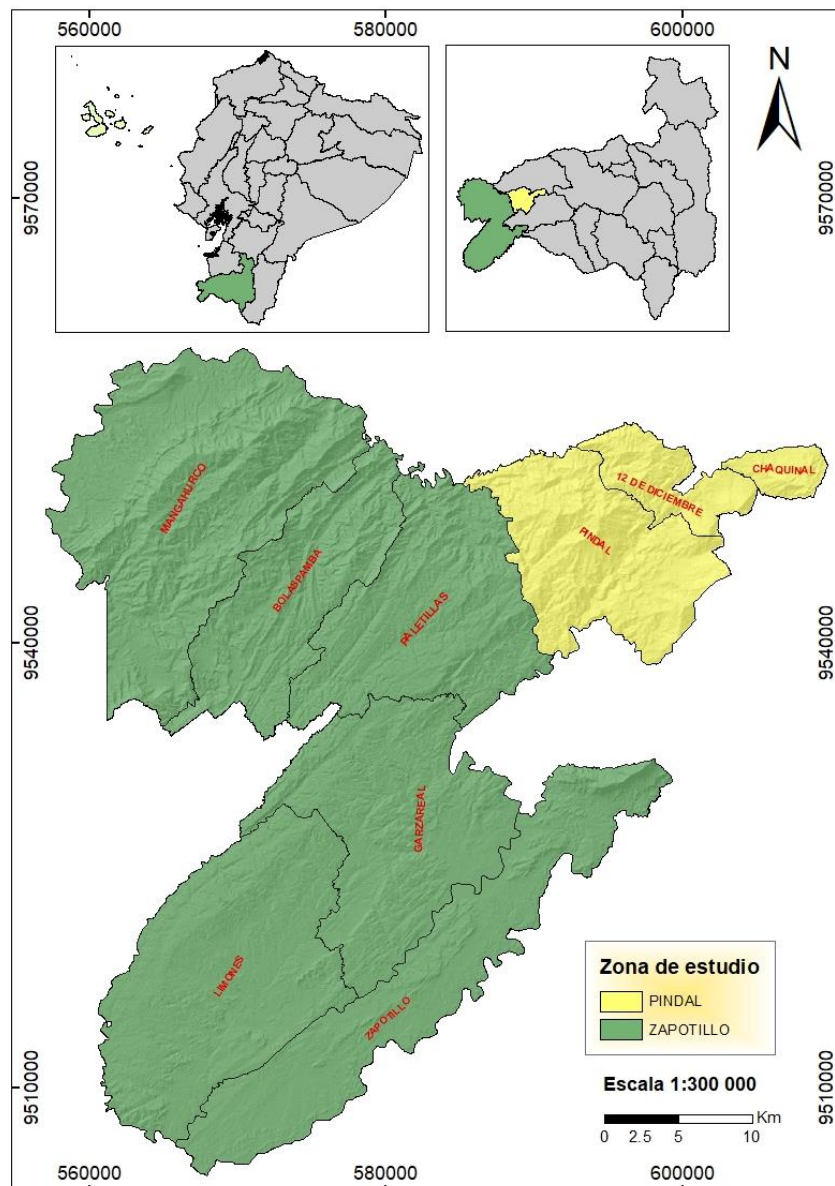 560000
580000
600000
N
9570000
9570000
CHAQUINAL
12 DE DICIEMBRE
MANGAHURCO
PINDAL
BOLASPAMBA
PALETILLAS
9540000
9540000
GARZAREAL
LIMONES
ZAPOTILLO
Zona de estudio
PINDAL
ZAPOTILLO
Escala 1:300 000
Km
0 2.5 5 10
9510000
9510000
560000
580000
600000